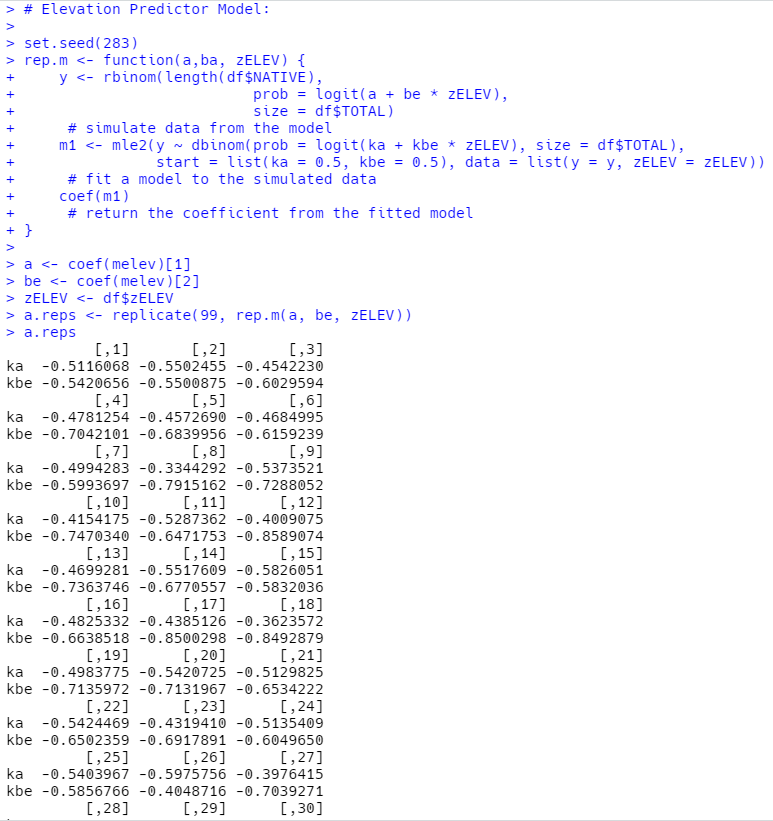 > # Elevation Predictor Model:
>
> set.seed(283)
> rep.m <- function(a,ba, zELEV) {
+     y <- rbinom(length(df$NATIVE),
+                             prob = logit(a + be * zELEV),
+                             size = df$TOTAL)
+      # simulate data from the model
+     m1 <- mle2(y ~ dbinom(prob = logit(ka + kbe * zELEV), size = df$TOTAL),
+                 start = list(ka = 0.5, kbe = 0.5), data = list(y = y, zELEV = zELEV))
+      # fit a model to the simulated data
+     coef(m1)
+      # return the coefficient from the fitted model
+ }
>
> a <- coef(melev)[1]
> be <- coef(melev)[2]
> zELEV <- df$zELEV
> a.reps <- replicate(99, rep.m(a, be, zELEV))
> a.reps
          [,1]       [,2]       [,3]
ka  -0.5116068 -0.5502455 -0.4542230
kbe -0.5420656 -0.5500875 -0.6029594
          [,4]       [,5]       [,6]
ka  -0.4781254 -0.4572690 -0.4684995
kbe -0.7042101 -0.6839956 -0.6159239
          [,7]       [,8]       [,9]
ka  -0.4994283 -0.3344292 -0.5373521
kbe -0.5993697 -0.7915162 -0.7288052
         [,10]      [,11]      [,12]
ka  -0.4154175 -0.5287362 -0.4009075
kbe -0.7470340 -0.6471753 -0.8589074
         [,13]      [,14]      [,15]
ka  -0.4699281 -0.5517609 -0.5826051
kbe -0.7363746 -0.6770557 -0.5832036
         [,16]      [,17]      [,18]
ka  -0.4825332 -0.4385126 -0.3623572
kbe -0.6638518 -0.8500298 -0.8492879
         [,19]      [,20]      [,21]
ka  -0.4983775 -0.5420725 -0.5129825
kbe -0.7135972 -0.7131967 -0.6534222
         [,22]      [,23]      [,24]
ka  -0.5424469 -0.4319410 -0.5135409
kbe -0.6502359 -0.6917891 -0.6049650
         [,25]      [,26]      [,27]
ka  -0.5403967 -0.5975756 -0.3976415
kbe -0.5856766 -0.4048716 -0.7039271
         [,28]      [,29]      [,30]